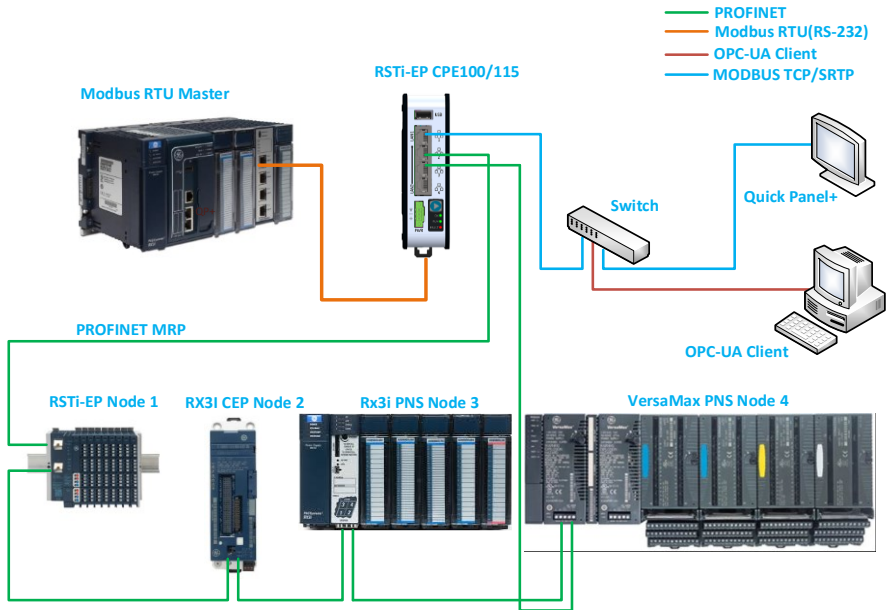 PROFINET
Modbus RTU(RS-232)
OPC-UA Client
MODBUS TCP/SRTP
RSTi-EP CPE100/115
Modbus RTU Master
Switch
Quick Panel+
OPC-UA Client
PROFINET MRP
RSTi-EP Node 1
RX3I CEP Node 2
Rx3i PNS Node 3
VersaMax PNS Node 4